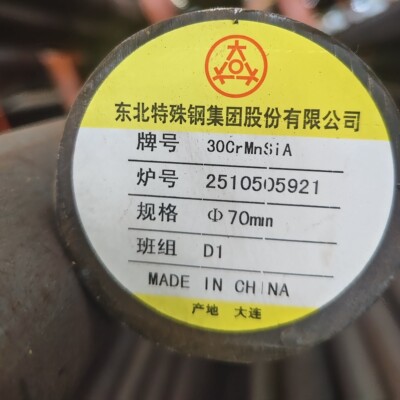 东北特殊钢集团股份有限公司
牌号 30CrMnSiA
炉号 2510505921
规格 Φ70mm
班组 D1
MADE IN CHINA
产地 大连